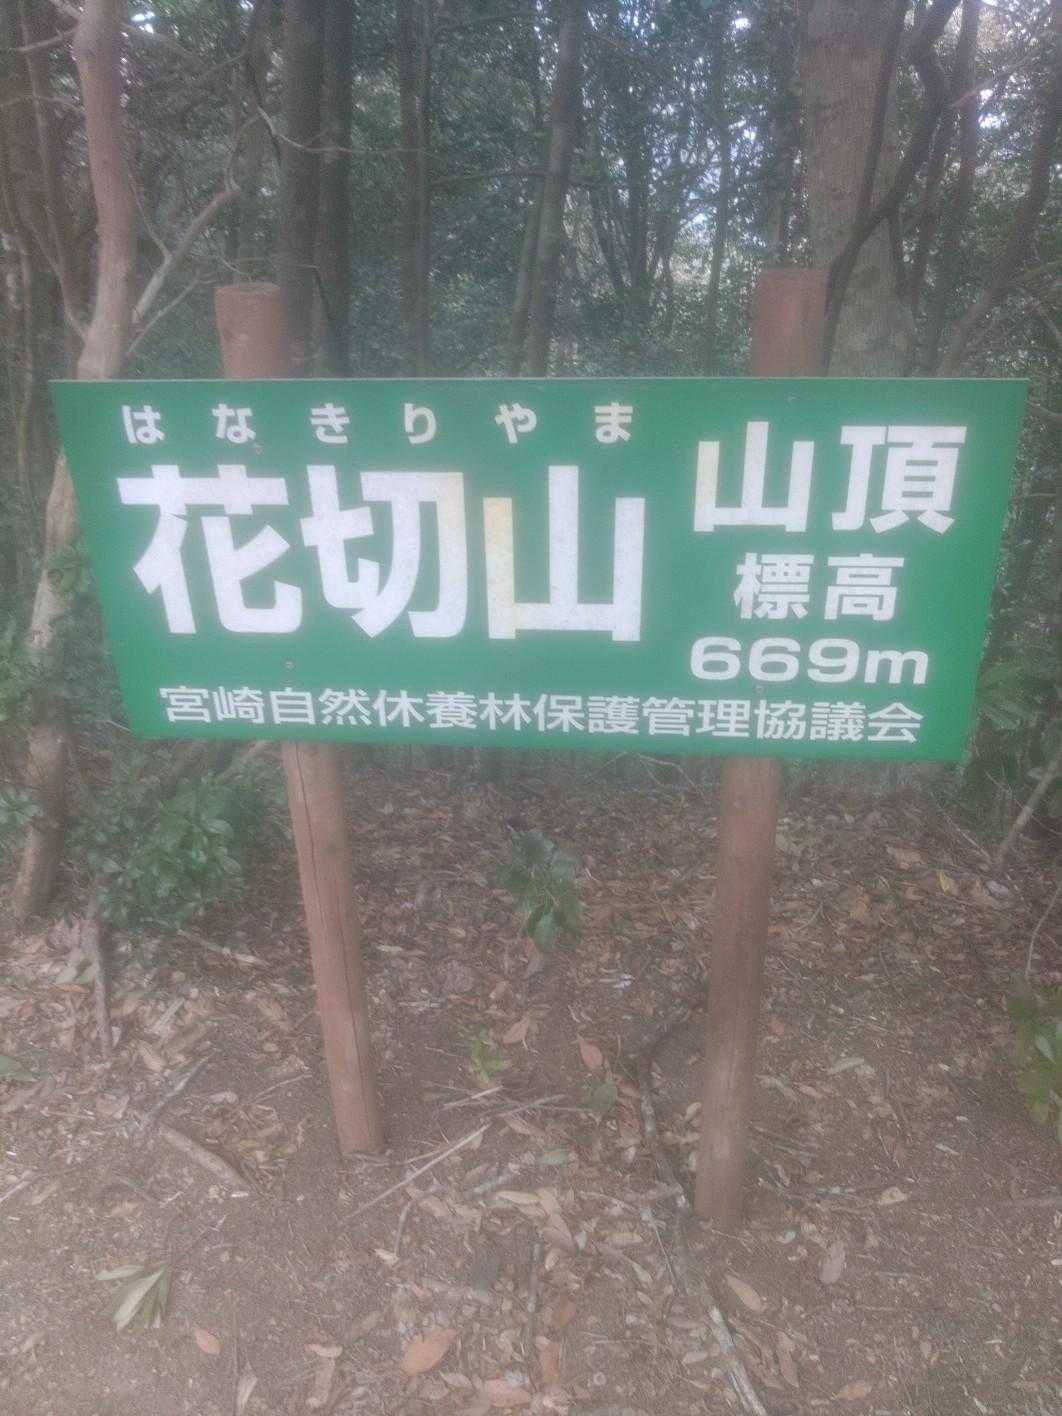 はなきりやま
花切山
山頂
標高
669m
宮崎自然休養林保護管理協議会